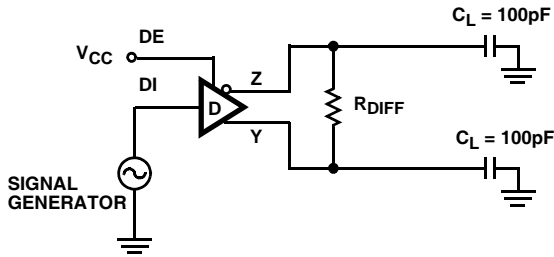 C_L = 100pF
DE
V_CC
Z
DI
D
R_DIFF
Y
C_L = 100pF
SIGNAL
GENERATOR